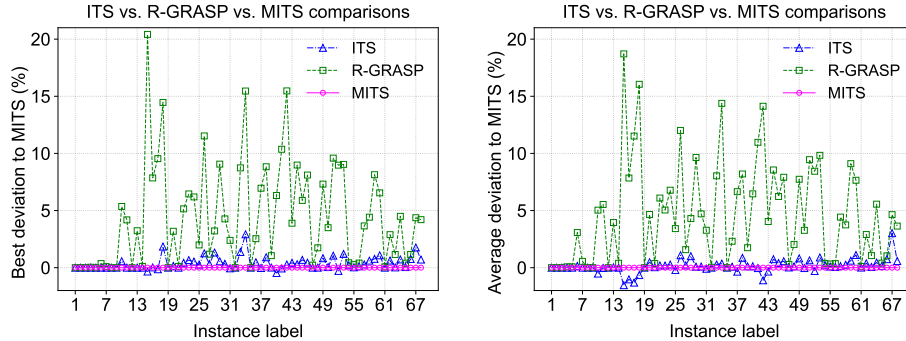 ITS vs. R-GRASP vs. MITS comparisons
Best deviation to MITS (%)
20
15
10
5
0
ITS
R-GRASP
MITS
1 7 13 19 25 31 37 43 49 55 61 67
Instance label
ITS vs. R-GRASP vs. MITS comparisons
Average deviation to MITS (%)
20
15
10
5
0
ITS
R-GRASP
MITS
1 7 13 19 25 31 37 43 49 55 61 67
Instance label